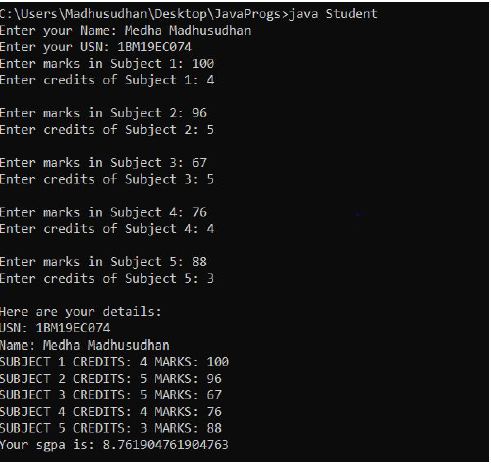 C:\Users\Madhusudhan\Desktop\JavaProgs>java Student
Enter your Name: Medha Madhusudhan
Enter your USN: 1BM19EC074
Enter marks in Subject 1: 100
Enter credits of Subject 1: 4
Enter marks in Subject 2: 96
Enter credits of Subject 2: 5
Enter marks in Subject 3: 67
Enter credits of Subject 3: 5
Enter marks in Subject 4: 76
Enter credits of Subject 4: 4
Enter marks in Subject 5: 88
Enter credits of Subject 5: 3
Here are your details:
USN: 1BM19EC074
Name: Medha Madhusudhan
SUBJECT 1 CREDITS: 4 MARKS: 100
SUBJECT 2 CREDITS: 5 MARKS: 96
SUBJECT 3 CREDITS: 5 MARKS: 67
SUBJECT 4 CREDITS: 4 MARKS: 76
SUBJECT 5 CREDITS: 3 MARKS: 88
Your sgpa is: 8.761904761904763